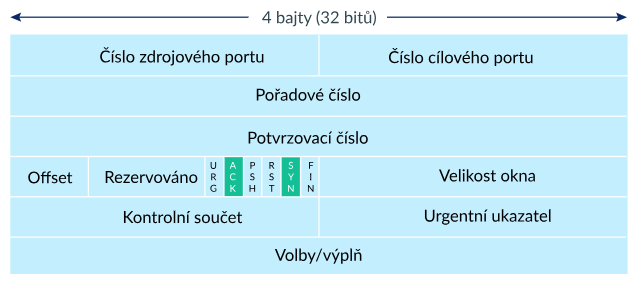 4 bajty (32 bitů)
Číslo zdrojového portu Číslo cílového portu
Pořadové číslo
Potvrzovací číslo
Offset Rezervováno URG ACK PSH RST SYN FIN Velikost okna
Kontrolní součet Urgentní ukazatel
Volby/výplň